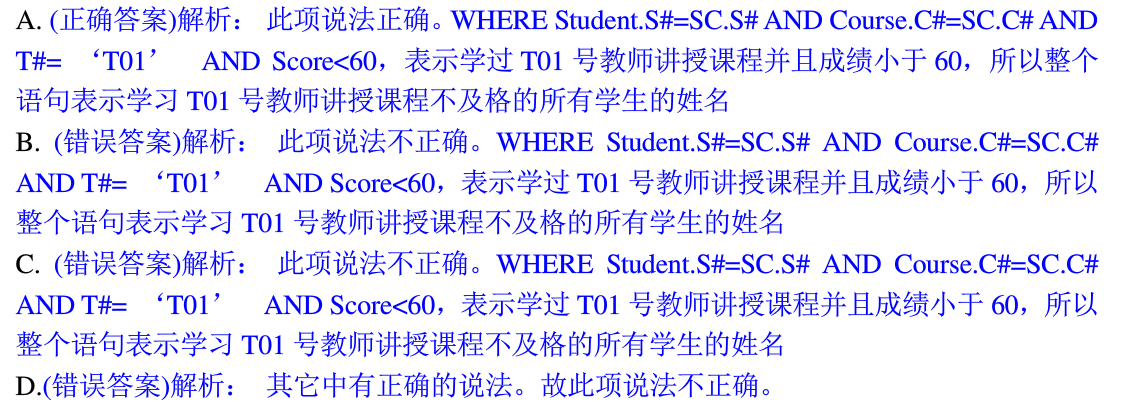 A. (正确答案)解析： 此项说法正确。WHERE Student.S#=SC.S# AND Course.C#=SC.C# AND
T#= ‘T01’ AND Score<60，表示学过 T01 号教师讲授课程并且成绩小于 60，所以整个
语句表示学习 T01 号教师讲授课程不及格的所有学生的姓名
B. (错误答案)解析： 此项说法不正确。WHERE Student.S#=SC.S# AND Course.C#=SC.C#
AND T#= ‘T01’ AND Score<60，表示学过 T01 号教师讲授课程并且成绩小于 60，所以
整个语句表示学习 T01 号教师讲授课程不及格的所有学生的姓名
C. (错误答案)解析： 此项说法不正确。WHERE Student.S#=SC.S# AND Course.C#=SC.C#
AND T#= ‘T01’ AND Score<60，表示学过 T01 号教师讲授课程并且成绩小于 60，所以
整个语句表示学习 T01 号教师讲授课程不及格的所有学生的姓名
D.(错误答案)解析： 其它中有正确的说法。故此项说法不正确。